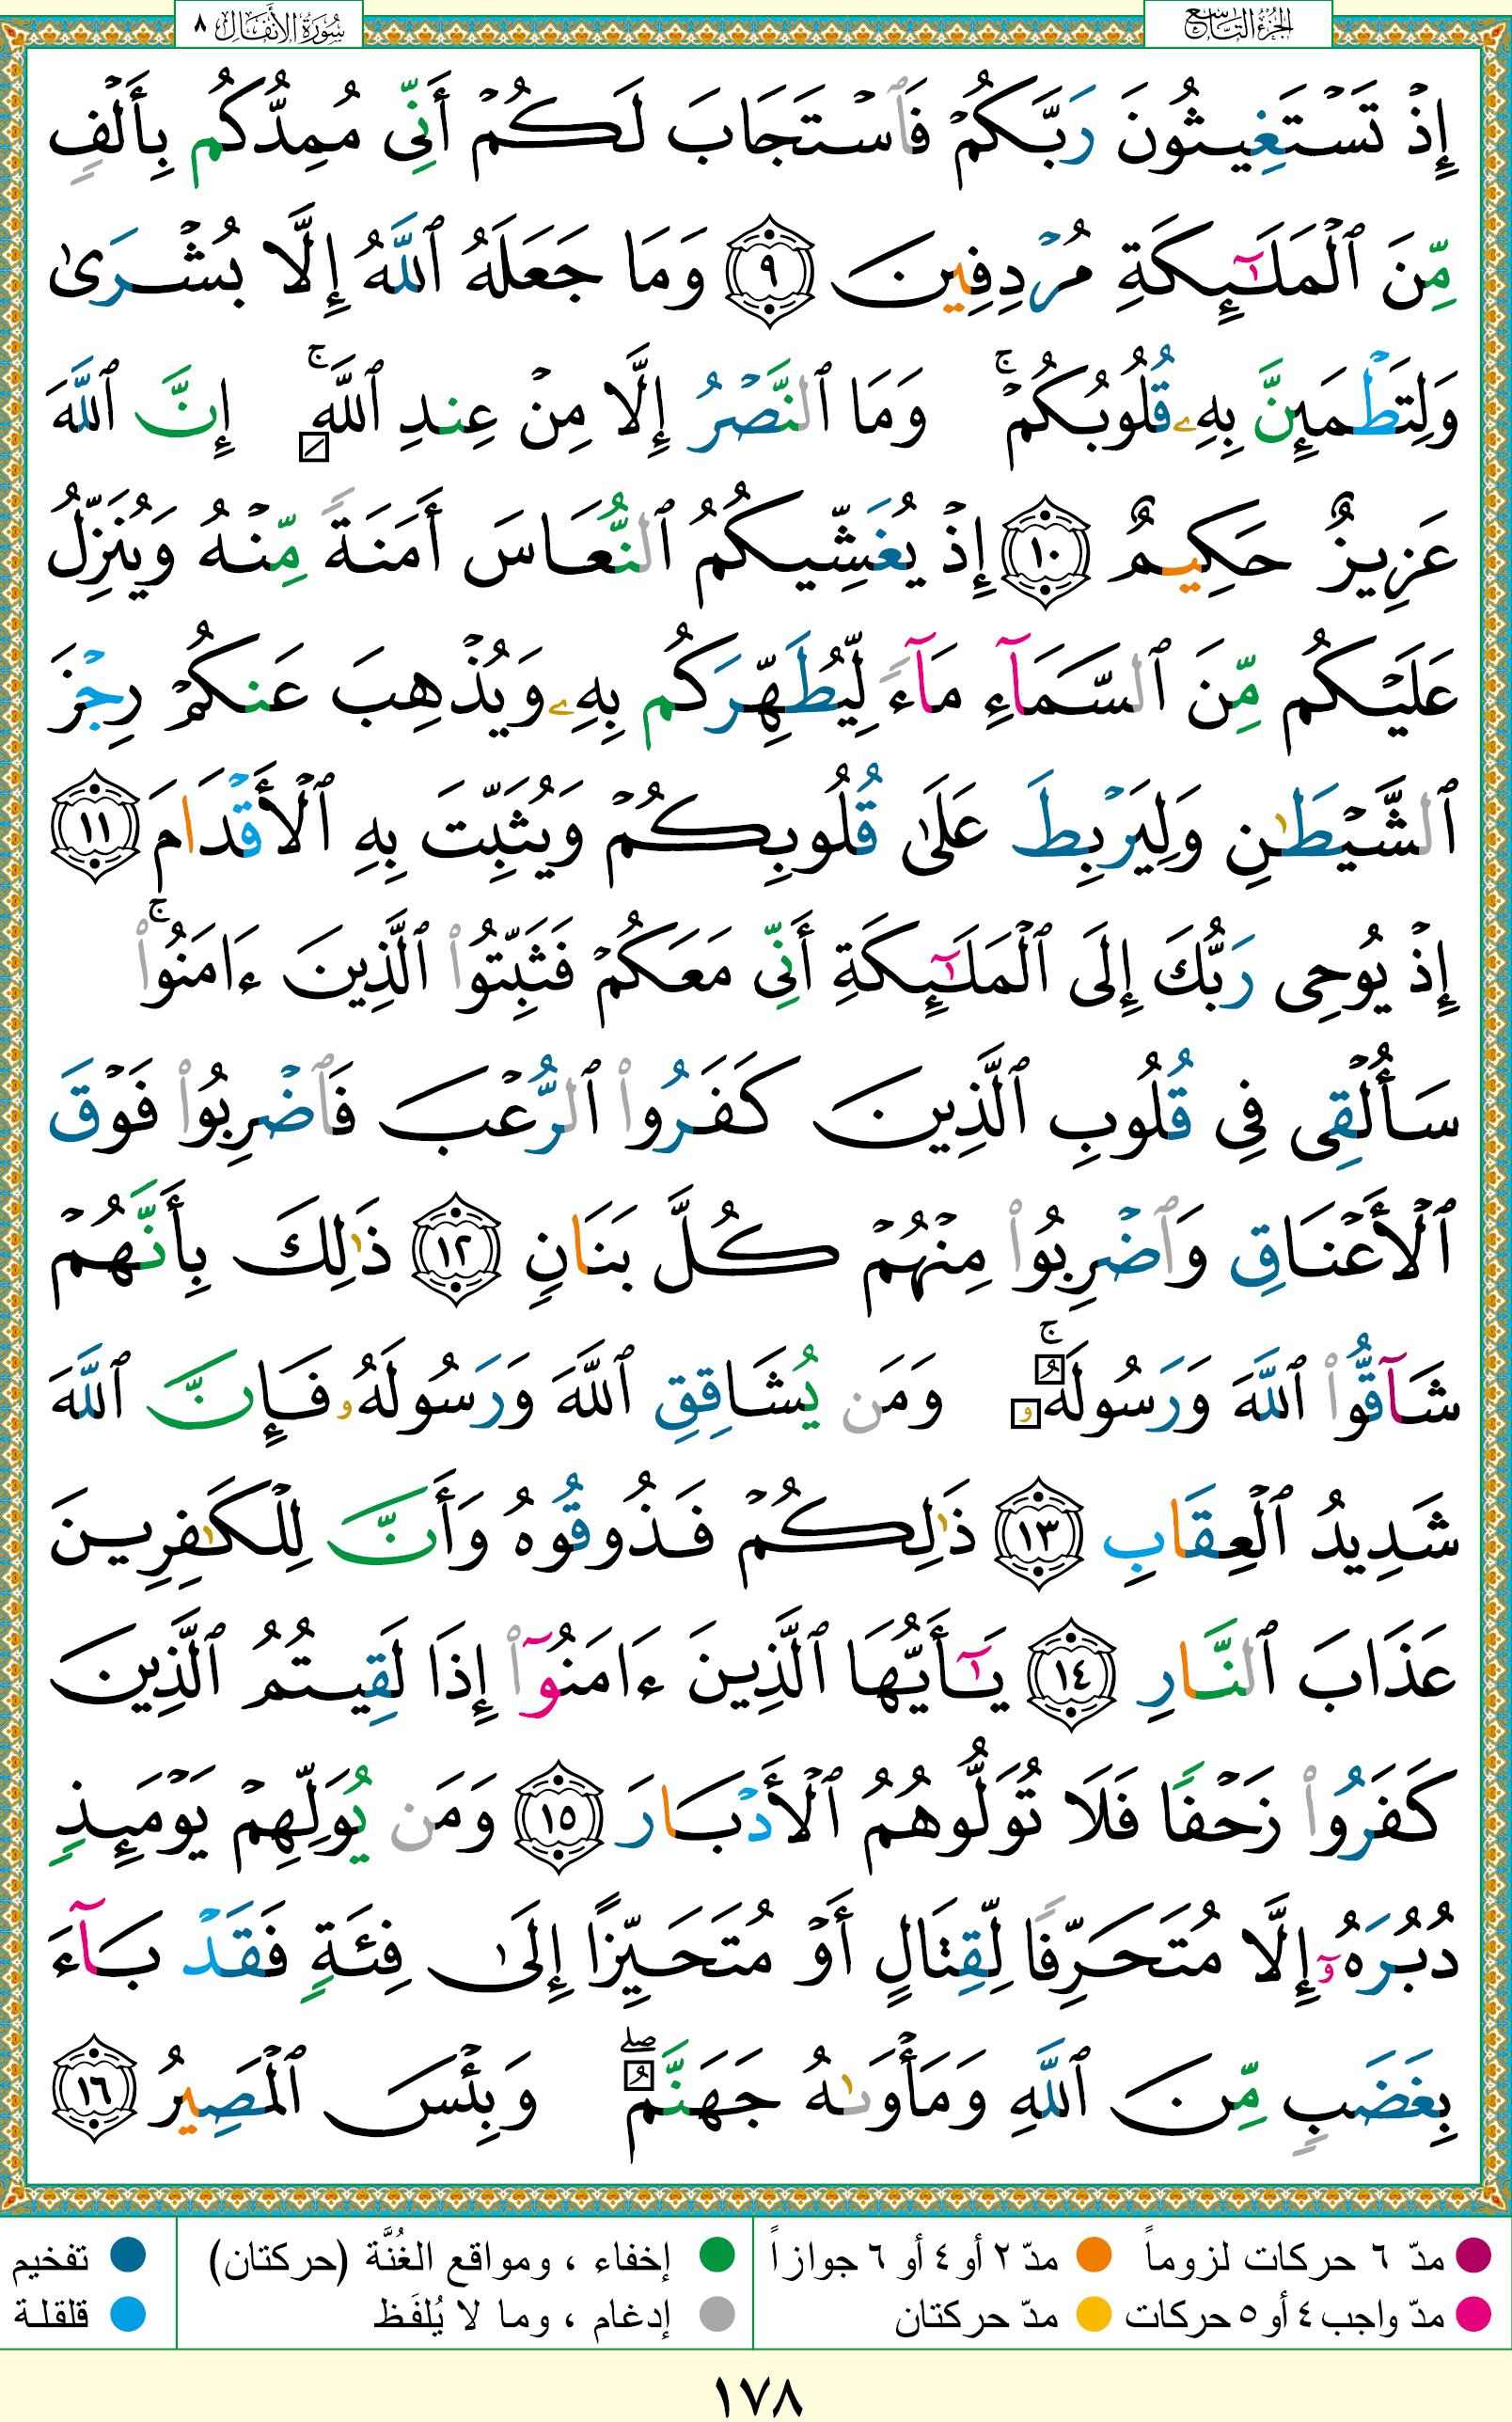 الجزء التاسع
سورة الأنفال ٨
إِذْ تَسْتَغِيثُونَ رَبَّكُمْ فَٱسْتَجَابَ لَكُمْ أَنِّى مُمِدُّكُم بِأَلْفٍ
مِّنَ ٱلْمَلَـٰٓئِكَةِ مُرْدِفِينَ ٩ وَمَا جَعَلَهُ ٱللَّهُ إِلَّا بُشْرَىٰ
وَلِتَطْمَئِنَّ بِهِۦ قُلُوبُكُمْ ۚ وَمَا ٱلنَّصْرُ إِلَّا مِنْ عِندِ ٱللَّهِ ۚ إِنَّ ٱللَّهَ
عَزِيزٌ حَكِيمٌ ١٠ إِذْ يُغَشِّيكُمُ ٱلنُّعَاسَ أَمَنَةً مِّنْهُ وَيُنَزِّلُ
عَلَيْكُم مِّنَ ٱلسَّمَآءِ مَآءً لِّيُطَهِّرَكُم بِهِۦ وَيُذْهِبَ عَنكُمْ رِجْزَ
ٱلشَّيْطَـٰنِ وَلِيَرْبِطَ عَلَىٰ قُلُوبِكُمْ وَيُثَبِّتَ بِهِ ٱلْأَقْدَامَ ١١
إِذْ يُوحِى رَبُّكَ إِلَى ٱلْمَلَـٰٓئِكَةِ أَنِّى مَعَكُمْ فَثَبِّتُوا۟ ٱلَّذِينَ ءَامَنُوا۟ ۚ
سَأُلْقِى فِى قُلُوبِ ٱلَّذِينَ كَفَرُوا۟ ٱلرُّعْبَ فَٱضْرِبُوا۟ فَوْقَ
ٱلْأَعْنَاقِ وَٱضْرِبُوا۟ مِنْهُمْ كُلَّ بَنَانٍ ١٢ ذَٰلِكَ بِأَنَّهُمْ
شَآقُّوا۟ ٱللَّهَ وَرَسُولَهُۥ ۚ وَمَن يُشَاقِقِ ٱللَّهَ وَرَسُولَهُۥ فَإِنَّ ٱللَّهَ
شَدِيدُ ٱلْعِقَابِ ١٣ ذَٰلِكُمْ فَذُوقُوهُ وَأَنَّ لِلْكَـٰفِرِينَ
عَذَابَ ٱلنَّارِ ١٤ يَـٰٓأَيُّهَا ٱلَّذِينَ ءَامَنُوٓا۟ إِذَا لَقِيتُمُ ٱلَّذِينَ
كَفَرُوا۟ زَحْفًا فَلَا تُوَلُّوهُمُ ٱلْأَدْبَارَ ١٥ وَمَن يُوَلِّهِمْ يَوْمَئِذٍ
دُبُرَهُۥٓ إِلَّا مُتَحَرِّفًا لِّقِتَالٍ أَوْ مُتَحَيِّزًا إِلَىٰ فِئَةٍ فَقَدْ بَآءَ
بِغَضَبٍ مِّنَ ٱللَّهِ وَمَأْوَىٰهُ جَهَنَّمُ ۖ وَبِئْسَ ٱلْمَصِيرُ ١٦
مدّ ٦ حركات لزوماً مدّ ٢ أو ٤ أو ٦ جوازاً إخفاء ، ومواقع الغُنَّة (حركتان) تفخيم
مدّ واجب ٤ أو ٥ حركات مدّ حركتان إدغام ، وما لا يُلفَظ قلقلة
١٧٨